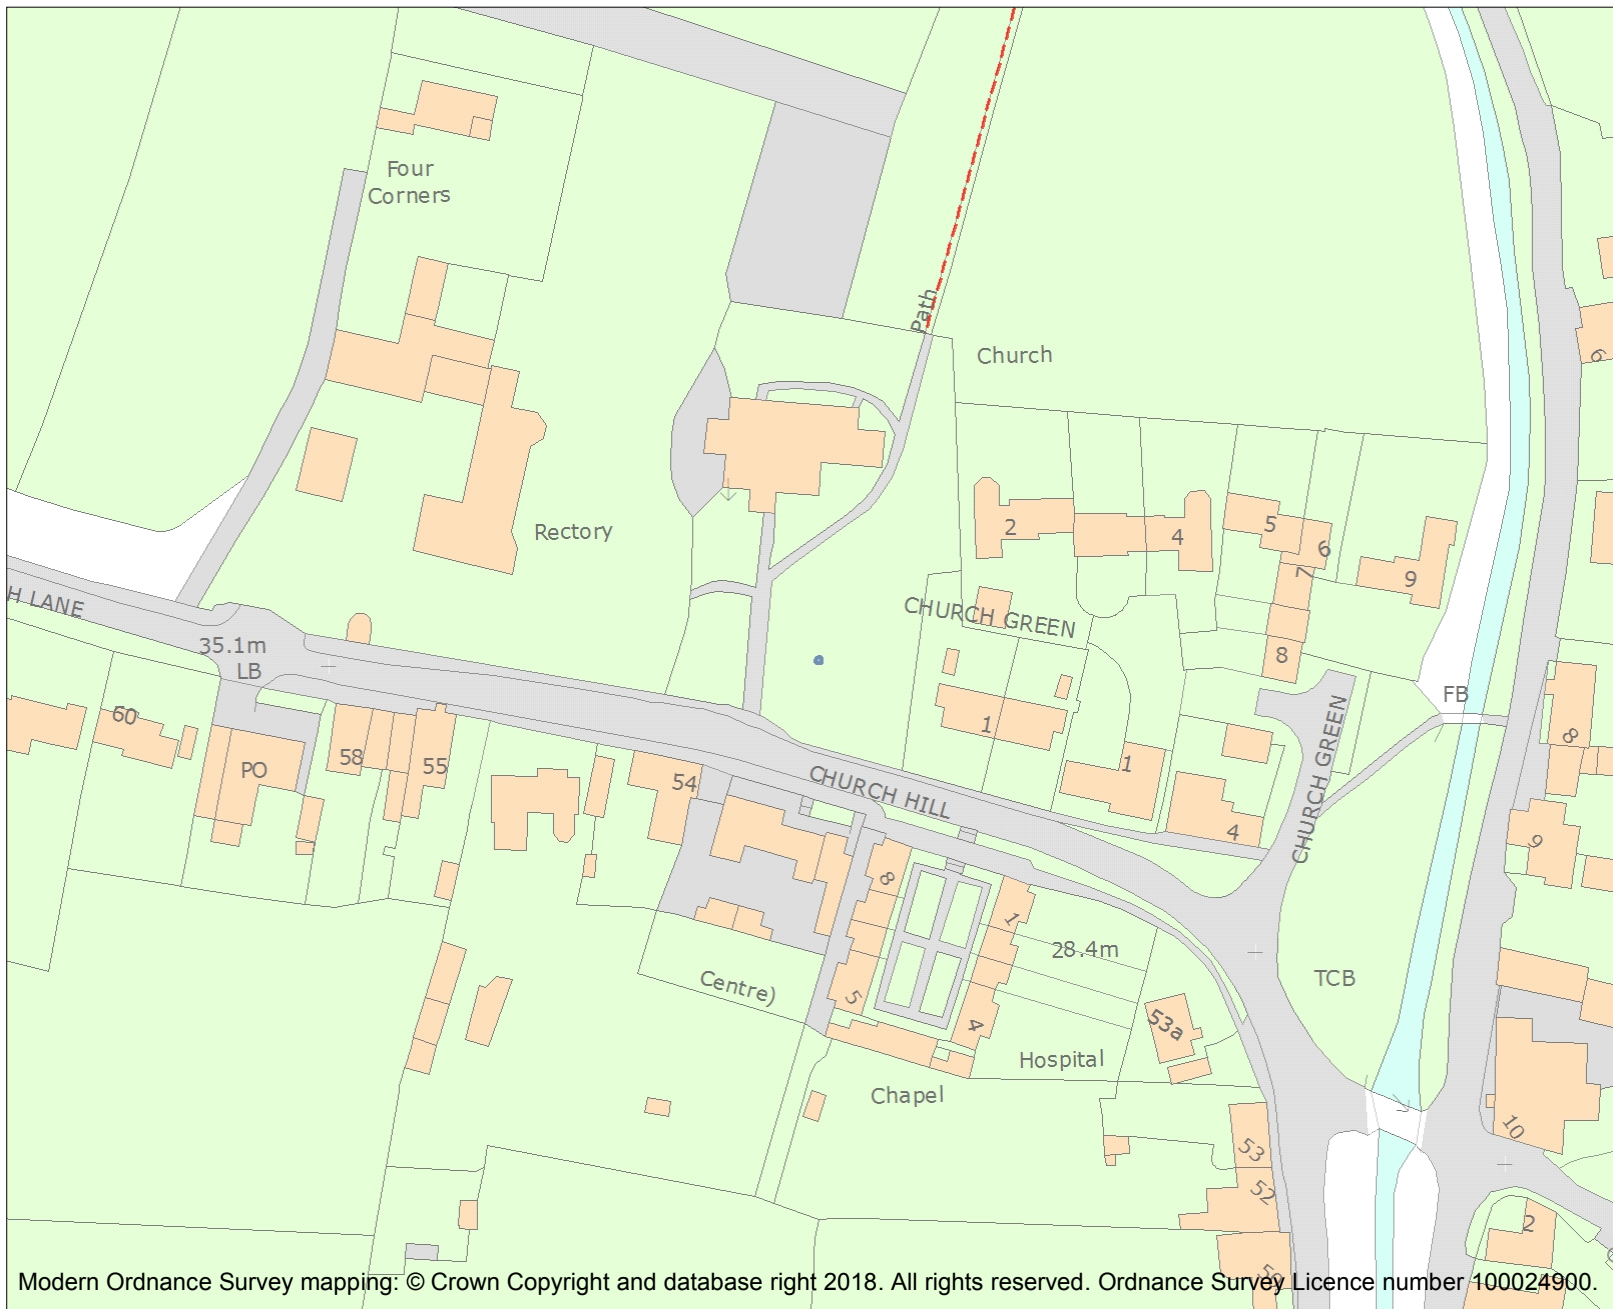 Four
Corners
Path
Church
6
2
4
5
6
7
9
Rectory
H LANE
CHURCH GREEN
35.1m
LB
8
FB
60
1
8
PO
58
55
54
CHURCH HILL
1
CHURCH GREEN
4
9
8
1
28.4m
TCB
Centre)
5
4
53a
Hospital
Chapel
10
53
52
2
50
Modern Ordnance Survey mapping: © Crown Copyright and database right 2018. All rights reserved. Ordnance Survey Licence number 100024900.